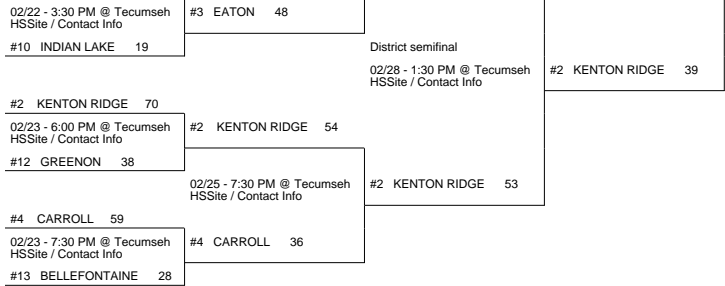 02/22 - 3:30 PM @ Tecumseh
HSSite / Contact Info
#3 EATON 48
#10 INDIAN LAKE 19
District semifinal
02/28 - 1:30 PM @ Tecumseh
HSSite / Contact Info
#2 KENTON RIDGE 39
#2 KENTON RIDGE 70
02/23 - 6:00 PM @ Tecumseh
HSSite / Contact Info
#2 KENTON RIDGE 54
#12 GREENON 38
02/25 - 7:30 PM @ Tecumseh
HSSite / Contact Info
#2 KENTON RIDGE 53
#4 CARROLL 59
02/23 - 7:30 PM @ Tecumseh
HSSite / Contact Info
#4 CARROLL 36
#13 BELLEFONTAINE 28